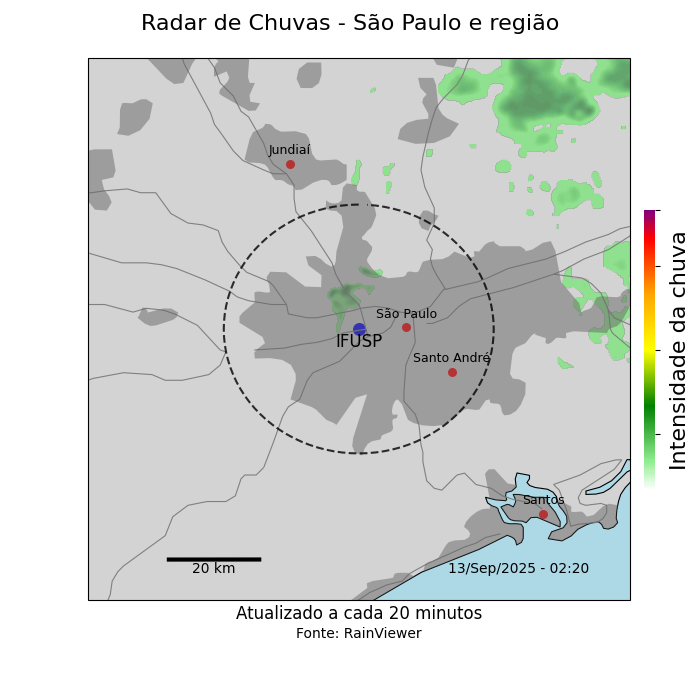 Radar de Chuvas - São Paulo e região
Jundiaí
São Paulo
IFUSP
Santo André
Santos
20 km
13/Sep/2025 - 02:20
Intensidade da chuva
Atualizado a cada 20 minutos
Fonte: RainViewer